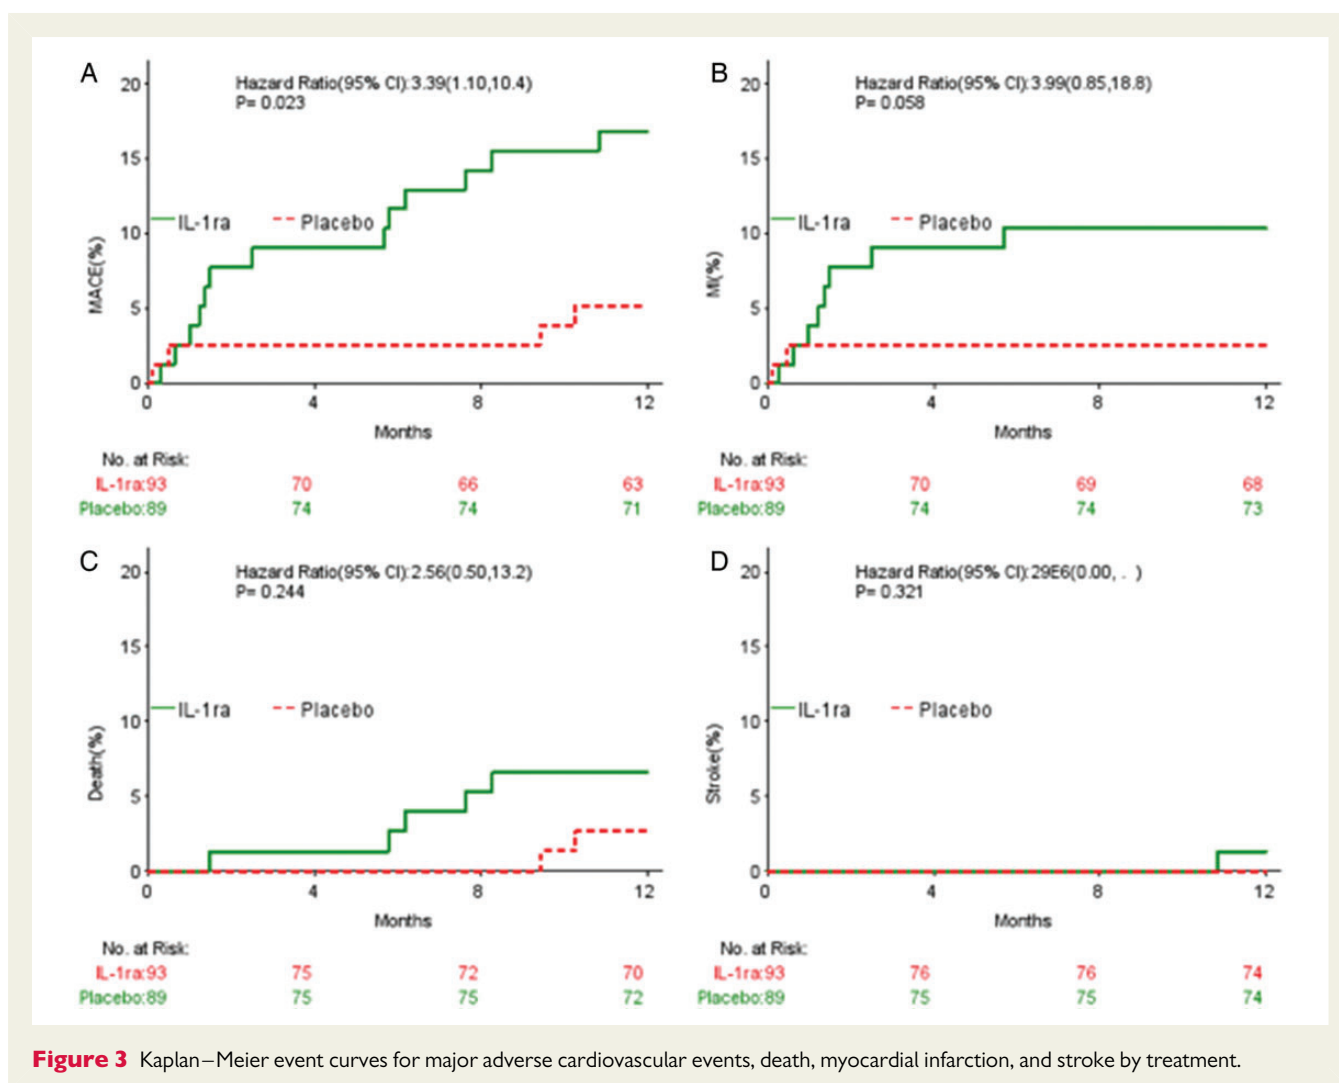 A
Hazard Ratio(95% CI):3.39(1.10,10.4)
P= 0.023
20
15
10
5
0
MACE(%)
IL-1ra
Placebo
0 4 8 12
Months
No. at Risk:
IL-1ra:93 70 66 63
Placebo:89 74 74 71
B
Hazard Ratio(95% CI):3.99(0.85,18.8)
P= 0.058
20
15
10
5
0
MI(%)
IL-1ra
Placebo
0 4 8 12
Months
No. at Risk:
IL-1ra:93 70 69 68
Placebo:89 74 74 73
C
Hazard Ratio(95% CI):2.56(0.50,13.2)
P= 0.244
20
15
10
5
0
Death(%)
IL-1ra
Placebo
0 4 8 12
Months
No. at Risk:
IL-1ra:93 75 72 70
Placebo:89 75 75 72
D
Hazard Ratio(95% CI):29E6(0.00, . )
P= 0.321
20
15
10
5
0
Stroke(%)
IL-1ra
Placebo
0 4 8 12
Months
No. at Risk:
IL-1ra:93 76 76 74
Placebo:89 75 75 74
Figure 3 Kaplan–Meier event curves for major adverse cardiovascular events, death, myocardial infarction, and stroke by treatment.